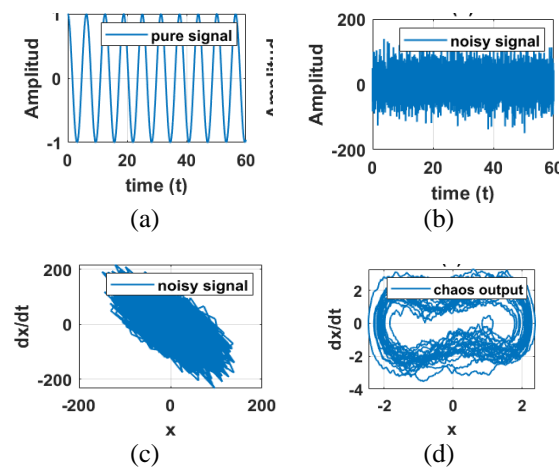 1
0
-1
Amplitud
pure signal
0 20 40 60
time (t)
(a)
Amplitud
200
0
-200
Amplitud
noisy signal
0 20 40 60
time (t)
(b)
200
0
-200
dx/dt
noisy signal
-200 0 200
x
(c)
2
0
-2
-4
dx/dt
chaos output
-2 0 2
x
(d)